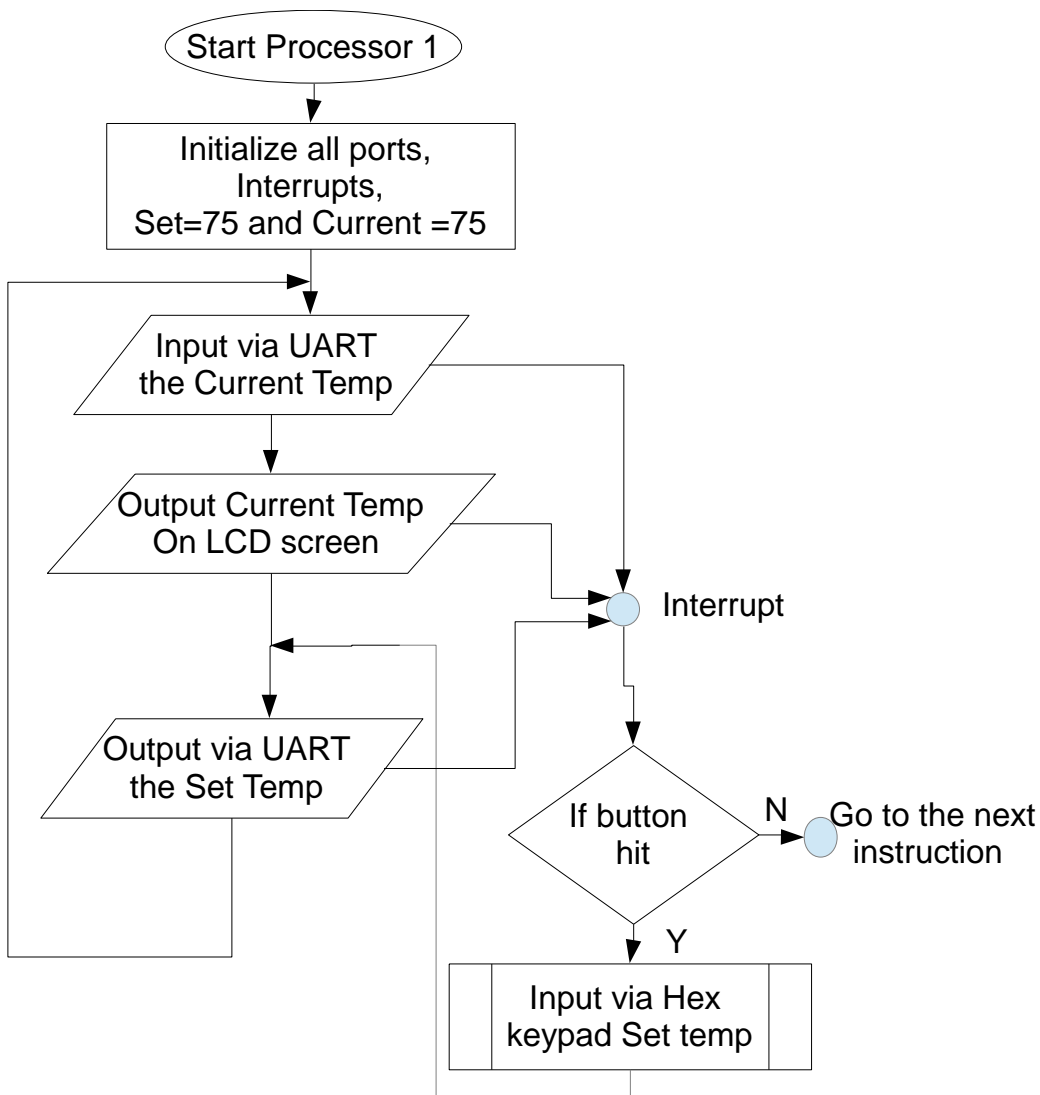 Start Processor 1
Initialize all ports,
Interrupts,
Set=75 and Current =75
Input via UART
the Current Temp
Output Current Temp
On LCD screen
Interrupt
Output via UART
the Set Temp
If button
hit
N
Go to the next
instruction
Y
Input via Hex
keypad Set temp